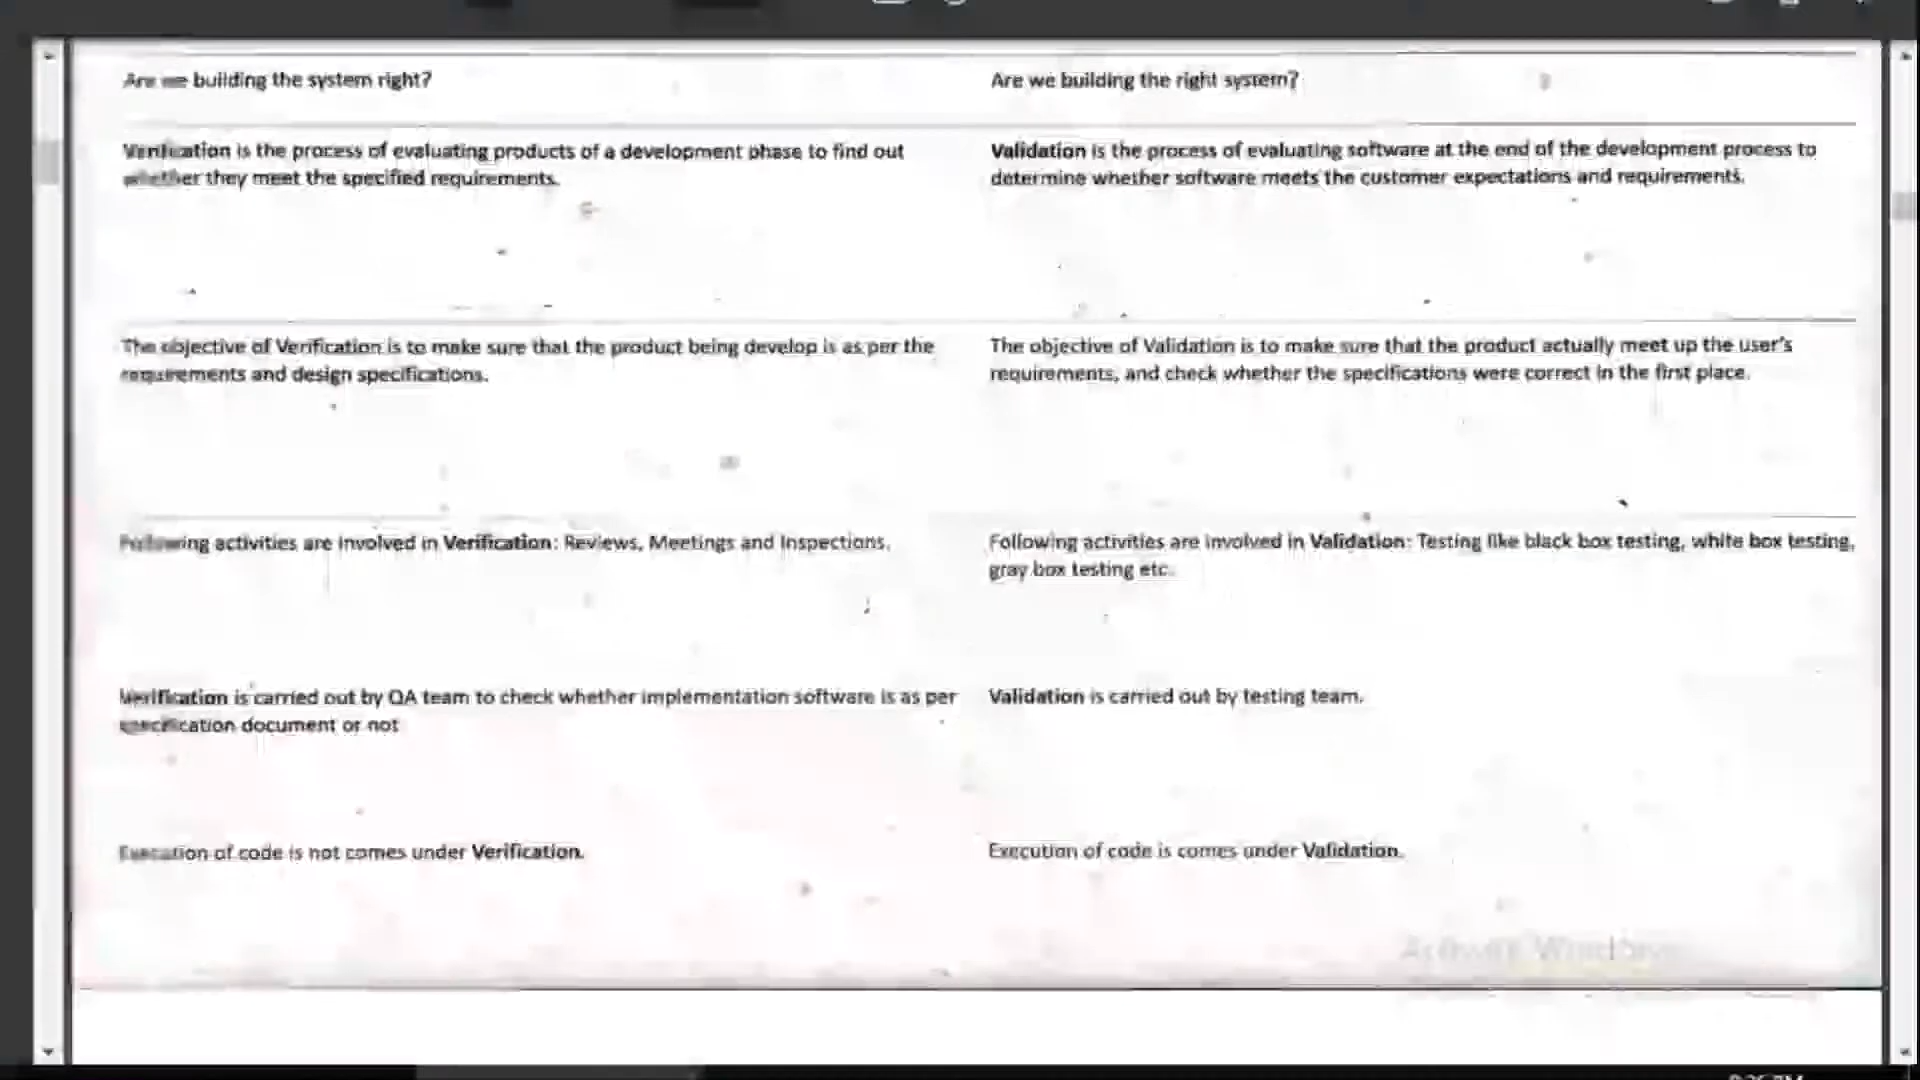 Are we building the system right?
Are we building the right system?
Verification is the process of evaluating products of a development phase to find out
whether they meet the specified requirements.
Validation is the process of evaluating software at the end of the development process to
determine whether software meets the customer expectations and requirements.
The objective of Verification is to make sure that the product being develop is as per the
requirements and design specifications.
The objective of Validation is to make sure that the product actually meet up the user's
requirements, and check whether the specifications were correct in the first place.
Following activities are involved in Verification: Reviews, Meetings and Inspections.
Following activities are involved in Validation: Testing like black box testing, white box testing,
gray box testing etc.
Verification is carried out by QA team to check whether implementation software is as per
specification document or not
Validation is carried out by testing team.
Execution of code is not comes under Verification.
Execution of code is comes under Validation.
Activate Windows